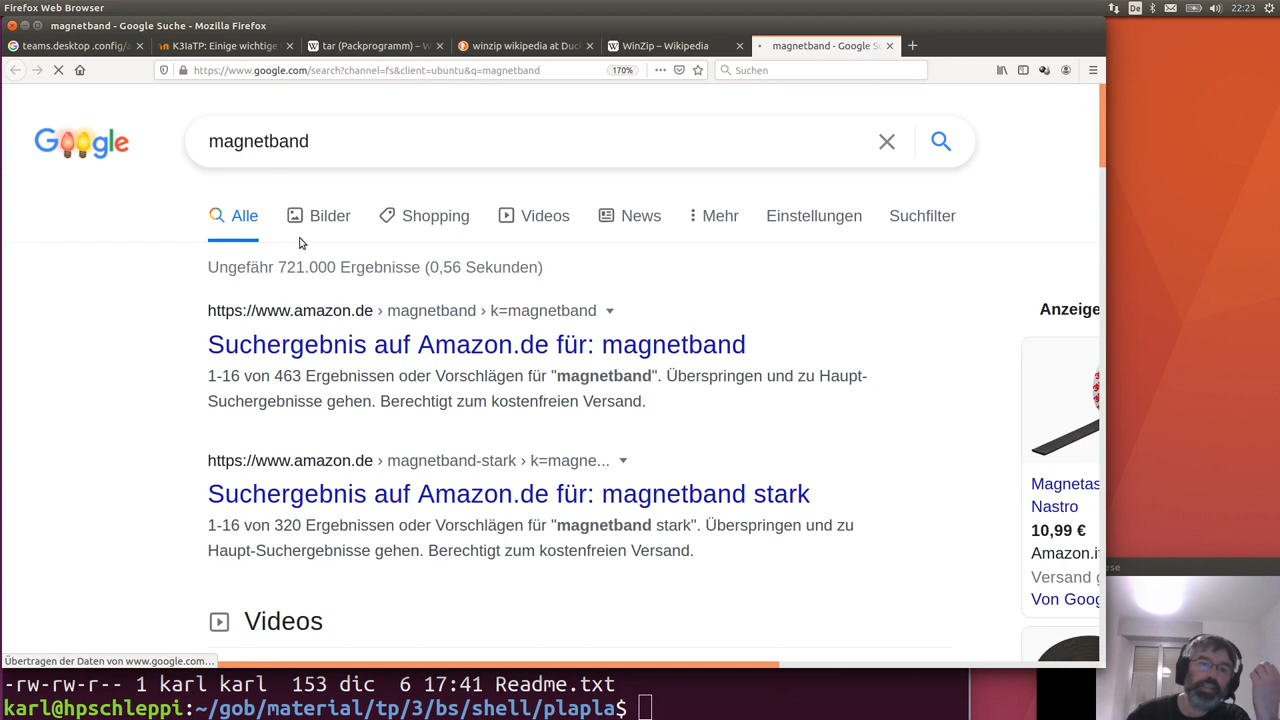 Firefox Web Browser
De
22:23
magnetband - Google Suche - Mozilla Firefox
teams.desktop .config/a
K3IaTP: Einige wichtige
tar (Packprogramm) – W
winzip wikipedia at Duc
WinZip – Wikipedia
magnetband - Google Su
https://www.google.com/search?channel=fs&client=ubuntu&q=magnetband
170%
Suchen
Google
magnetband
Alle
Bilder
Shopping
Videos
News
Mehr
Einstellungen
Suchfilter
Ungefähr 721.000 Ergebnisse (0,56 Sekunden)
https://www.amazon.de › magnetband › k=magnetband
Suchergebnis auf Amazon.de für: magnetband
1-16 von 463 Ergebnissen oder Vorschlägen für "magnetband". Überspringen und zu Haupt-
Suchergebnisse gehen. Berechtigt zum kostenfreien Versand.
https://www.amazon.de › magnetband-stark › k=magne...
Suchergebnis auf Amazon.de für: magnetband stark
1-16 von 320 Ergebnissen oder Vorschlägen für "magnetband stark". Überspringen und zu
Haupt-Suchergebnisse gehen. Berechtigt zum kostenfreien Versand.
Videos
Anzeige
Magnetas
Nastro
10,99 €
Amazon.it
Versand g
Von Goog
ese
Übertragen der Daten von www.google.com…
-rw-rw-r-- 1 karl karl 153 dic 6 17:41 Readme.txt
karl@hpschleppi:~/gob/material/tp/3/bs/shell/plapla$